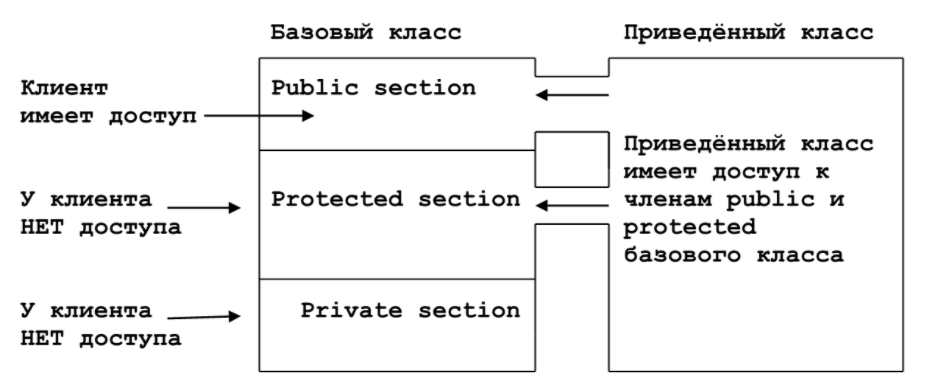 Базовый класс
Приведённый класс
Клиент
имеет доступ
Public section
У клиента
НЕТ доступа
Protected section
Приведённый класс
имеет доступ к
членам public и
protected
базового класса
У клиента
НЕТ доступа
Private section